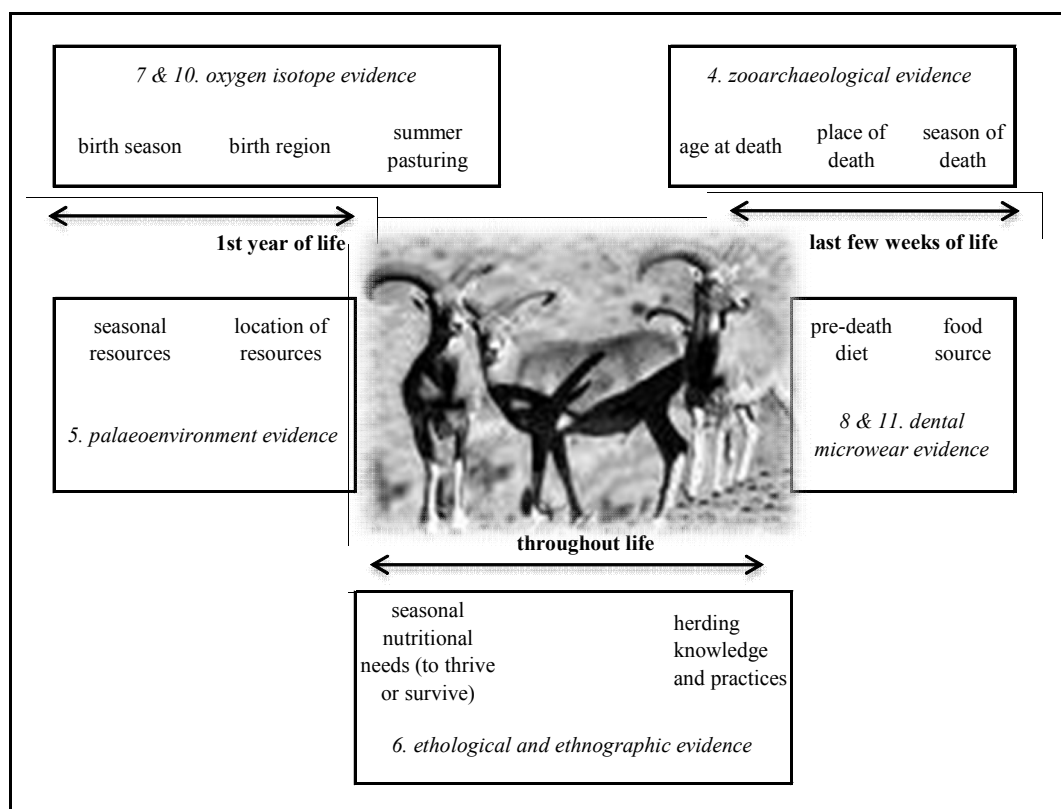 7 & 10. oxygen isotope evidence
birth season
birth region
summer
pasturing
4. zooarchaeological evidence
age at death
place of
death
season of
death
1st year of life
last few weeks of life
seasonal
resources
location of
resources
5. palaeoenvironment evidence
pre-death
diet
food
source
8 & 11. dental
microwear evidence
throughout life
seasonal
nutritional
needs (to thrive
or survive)
herding
knowledge
and practices
6. ethological and ethnographic evidence